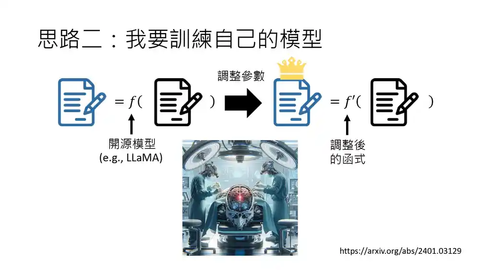 思路二：我要訓練自己的模型
= f(    )
調整參數
= f′(    )
開源模型
(e.g., LLaMA)
調整後
的函式
https://arxiv.org/abs/2401.03129